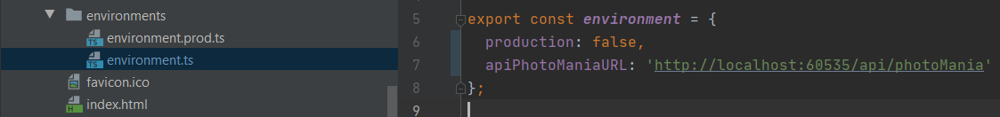 environments
environment.prod.ts
environment.ts
favicon.ico
index.html
5 export const environment = {
6 production: false,
7 apiPhotoManiaURL: 'http://localhost:60535/api/photoMania'
8 };
9